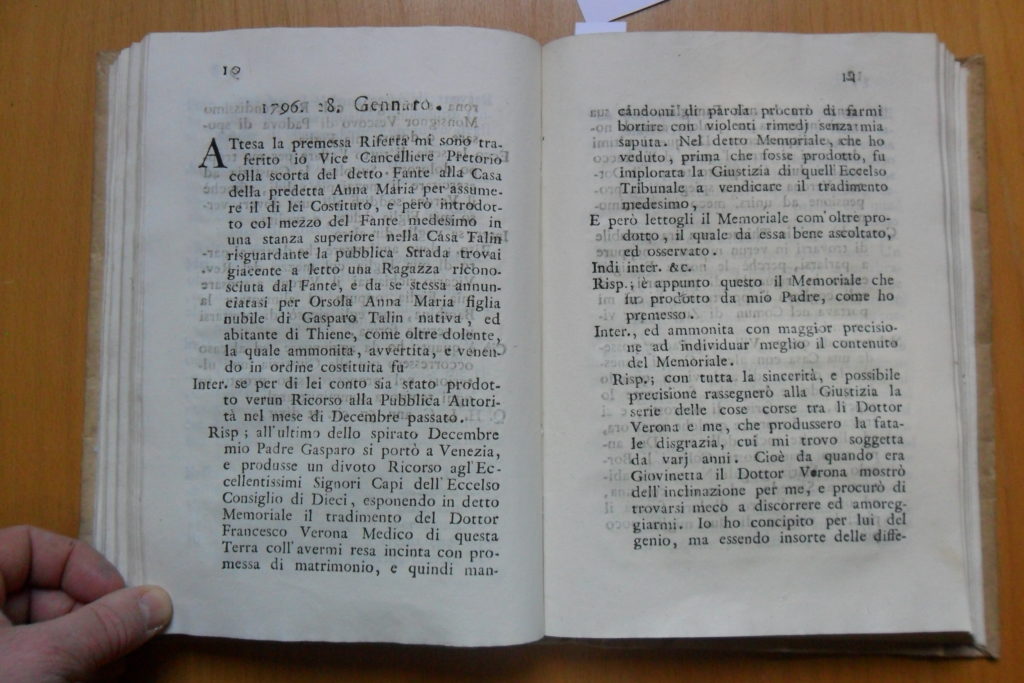 10
1796. 28. Gennaro.
ATtesa la premessa Riferta mi sono tra-
ferito io Vice Cancelliere Pretorio
colla scorta del detto Fante alla Casa
della predetta Anna Maria per assume-
re il di lei Costituto, e però introdot-
to col mezzo del Fante medesimo in
una stanza superiore nella Casa Talin
risguardante la pubblica Strada trovai
giacente a letto una Ragazza ricono-
sciuta dal Fante, e da se stessa annun-
ciatasi per Orsola Anna Maria figlia
nubile di Gasparo Talin nativa, ed
abitante di Thiene, come oltre dolente,
la quale ammonita, avvertita, e venen-
do in ordine costituita fu
Inter. se per di lei conto sia stato prodot-
to verun Ricorso alla Pubblica Autori-
tà nel mese di Decembre passato.
Risp; all'ultimo dello spirato Decembre
mio Padre Gasparo si portò a Venezia,
e produsse un divoto Ricorso agl'Ec-
cellentissimi Signori Capi dell'Eccelso
Consiglio di Dieci, esponendo in detto
Memoriale il tradimento del Dottor
Francesco Verona Medico di questa
Terra coll'avermi resa incinta con pro-
messa di matrimonio, e quindi man-
cándomi di parola procurò di farmi
bortire con violenti rimedj senza mia
saputa. Nel detto Memoriale, che ho
veduto, prima che fosse prodotto, fu
implorata la Giustizia di quell'Eccelso
Tribunale a vendicare il tradimento
medesimo,
E però lettogli il Memoriale com'oltre pro-
dotto, il quale da essa bene ascoltato,
ed osservato.
Indi inter. &c.
Risp.; è appunto questo il Memoriale che
fu prodotto da mio Padre, come ho
premesso.
Inter., ed ammonita con maggior precisio-
ne ad individuar meglio il contenuto
del Memoriale.
Risp.; con tutta la sincerità, e possibile
precisione rassegnerò alla Giustizia la
serie delle cose corse tra li Dottor
Verona e me, che produssero la fata-
le disgrazia, cui mi trovo soggetta
da varj anni. Cioè da quando era
Giovinetta il Dottor Verona mostrò
dell'inclinazione per me, e procurò di
trovarsi meco a discorrere ed amoreg-
giarmi. Io ho concipito per lui del
genio, ma essendo insorte delle diffe-